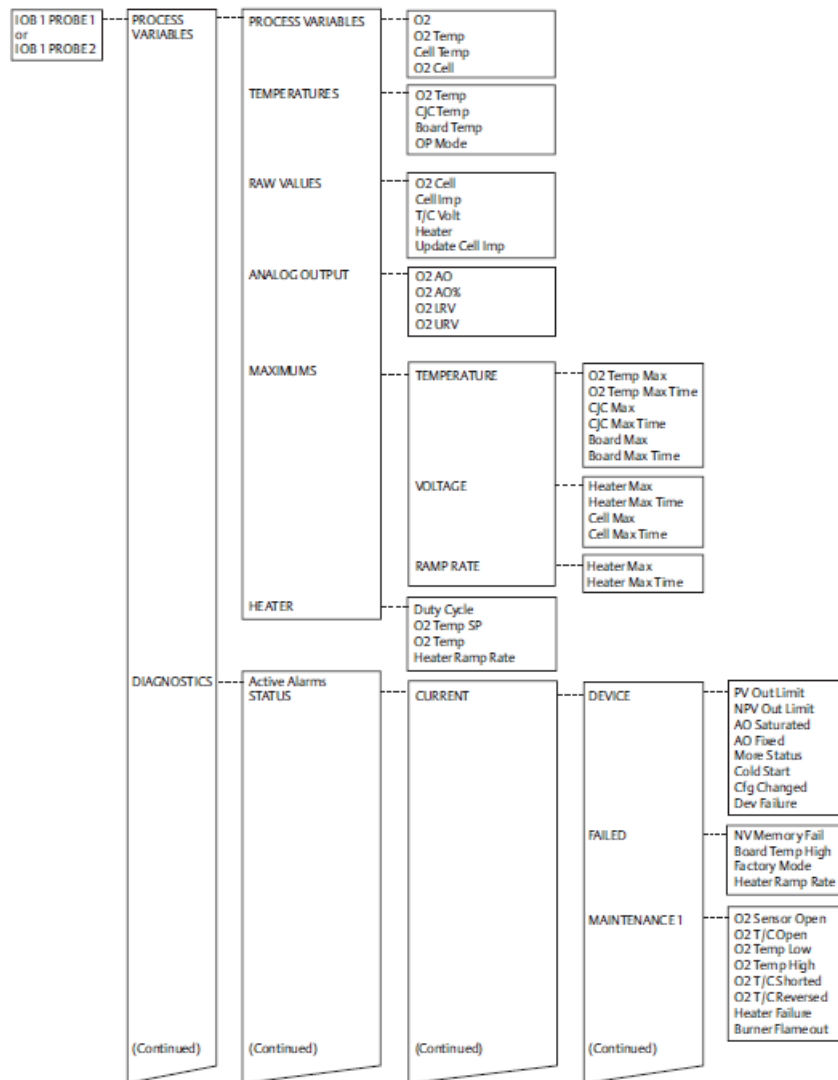 IOB 1 PROBE 1
or
IOB 1 PROBE 2
PROCESS
VARIABLES
PROCESS VARIABLES
O2
O2 Temp
Cell Temp
O2 Cell
TEMPERATURES
O2 Temp
CJC Temp
Board Temp
OP Mode
RAW VALUES
O2 Cell
Cell Imp
T/C Volt
Heater
Update Cell Imp
ANALOG OUTPUT
O2 AO
O2 AO%
O2 LRV
O2 URV
MAXIMUMS
TEMPERATURE
O2 Temp Max
O2 Temp Max Time
CJC Max
CJC Max Time
Board Max
Board Max Time
VOLTAGE
Heater Max
Heater Max Time
Cell Max
Cell Max Time
RAMP RATE
Heater Max
Heater Max Time
HEATER
Duty Cycle
O2 Temp SP
O2 Temp
Heater Ramp Rate
DIAGNOSTICS
Active Alarms
STATUS
CURRENT
DEVICE
PV Out Limit
NPV Out Limit
AO Saturated
AO Fixed
More Status
Cold Start
Cfg Changed
Dev Failure
FAILED
NV Memory Fail
Board Temp High
Factory Mode
Heater Ramp Rate
MAINTENANCE 1
O2 Sensor Open
O2 T/C Open
O2 Temp Low
O2 Temp High
O2 T/C Shorted
O2 T/C Reversed
Heater Failure
Burner Flameout
(Continued)
(Continued)
(Continued)
(Continued)